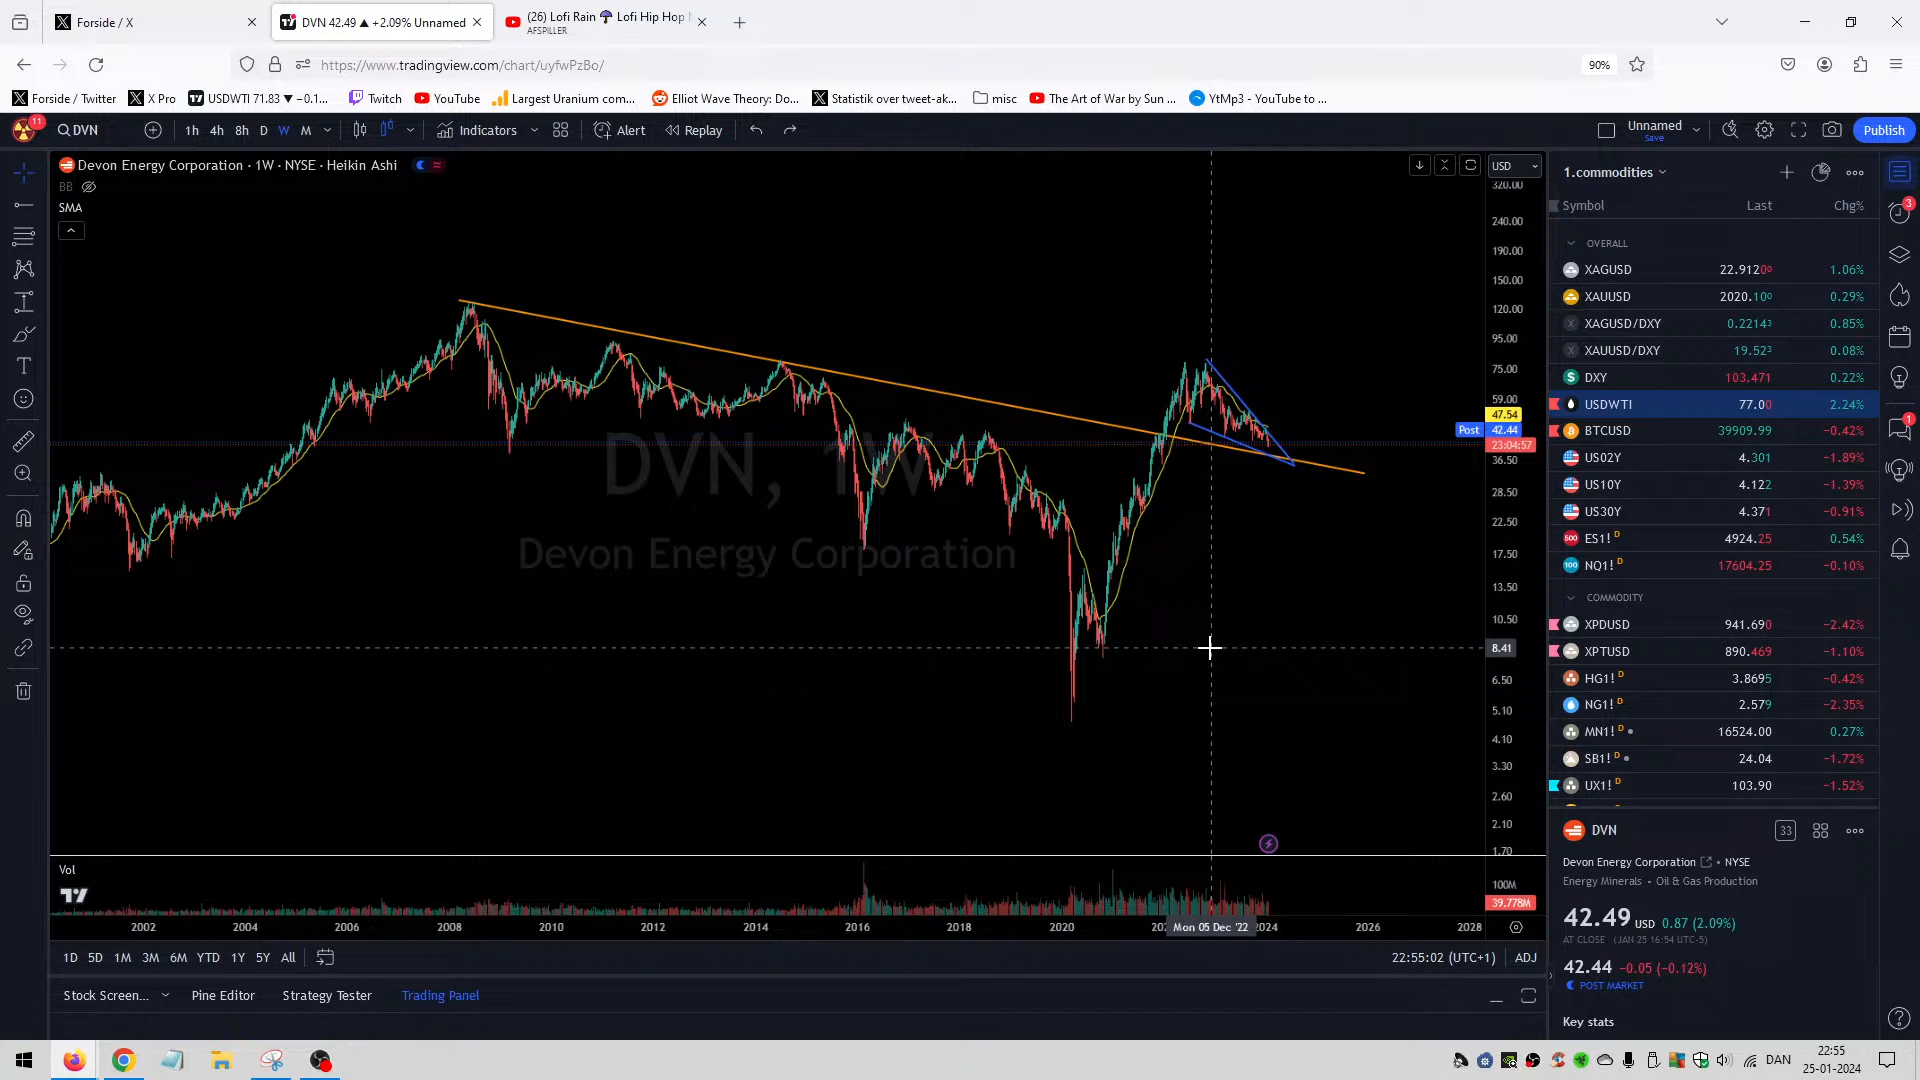 Forside / X
DVN 42.49 ▲ +2.09% Unnamed
(26) Lofi Rain ☂ Lofi Hip Hop
AFSPILLER
https://www.tradingview.com/chart/uyfwPzBo/
90%
Forside / Twitter
X Pro
USDWTI 71.83 ▼ −0.1...
Twitch
YouTube
Largest Uranium com...
Elliot Wave Theory: Do...
Statistik over tweet-ak...
misc
The Art of War by Sun ...
YtMp3 - YouTube to ...
11
DVN
1h 4h 8h D W M
Indicators
Alert
Replay
Unnamed
Save
Publish
Devon Energy Corporation · 1W · NYSE · Heikin Ashi
BB
SMA
USD
320.00
240.00
190.00
150.00
120.00
95.00
75.00
59.00
47.54
Post 42.44
23:04:57
36.50
28.50
22.50
17.50
13.50
10.50
8.41
6.50
5.10
4.10
3.30
2.60
2.10
1.70
DVN, 1W
Devon Energy Corporation
Vol
100M
39.778M
2002 2004 2006 2008 2010 2012 2014 2016 2018 2020 Mon 05 Dec '22 2024 2026 2028
1D 5D 1M 3M 6M YTD 1Y 5Y All
22:55:02 (UTC+1) ADJ
Stock Screen... Pine Editor Strategy Tester Trading Panel
1.commodities
Symbol Last Chg%
OVERALL
XAGUSD 22.9120⁰ 1.06%
XAUUSD 2020.10⁰ 0.29%
XAGUSD/DXY 0.2214³ 0.85%
XAUUSD/DXY 19.52³ 0.08%
DXY 103.471 0.22%
USDWTI 77.00 2.24%
BTCUSD 39909.99 −0.42%
US02Y 4.301 −1.89%
US10Y 4.122 −1.39%
US30Y 4.371 −0.91%
500 ES1! D 4924.25 0.54%
100 NQ1! D 17604.25 −0.10%
COMMODITY
XPDUSD 941.690 −2.42%
XPTUSD 890.469 −1.10%
HG1! D 3.8695 −0.42%
NG1! D 2.579 −2.35%
MN1! D 16524.00 0.27%
SB1! D 24.04 −1.72%
UX1! D 103.90 −1.52%
DVN
33
Devon Energy Corporation • NYSE
Energy Minerals • Oil & Gas Production
42.49 USD 0.87 (2.09%)
AT CLOSE (JAN 25 16:54 UTC-5)
42.44 −0.05 (−0.12%)
POST MARKET
Key stats
3
1
DAN
22:55
25-01-2024